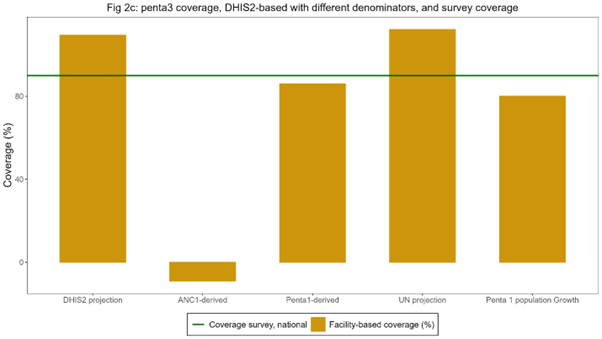 Fig 2c: penta3 coverage, DHIS2-based with different denominators, and survey coverage
Coverage (%)
80
40
0
DHIS2 projection
ANC1-derived
Penta1-derived
UN projection
Penta 1 population Growth
Coverage survey, national
Facility-based coverage (%)